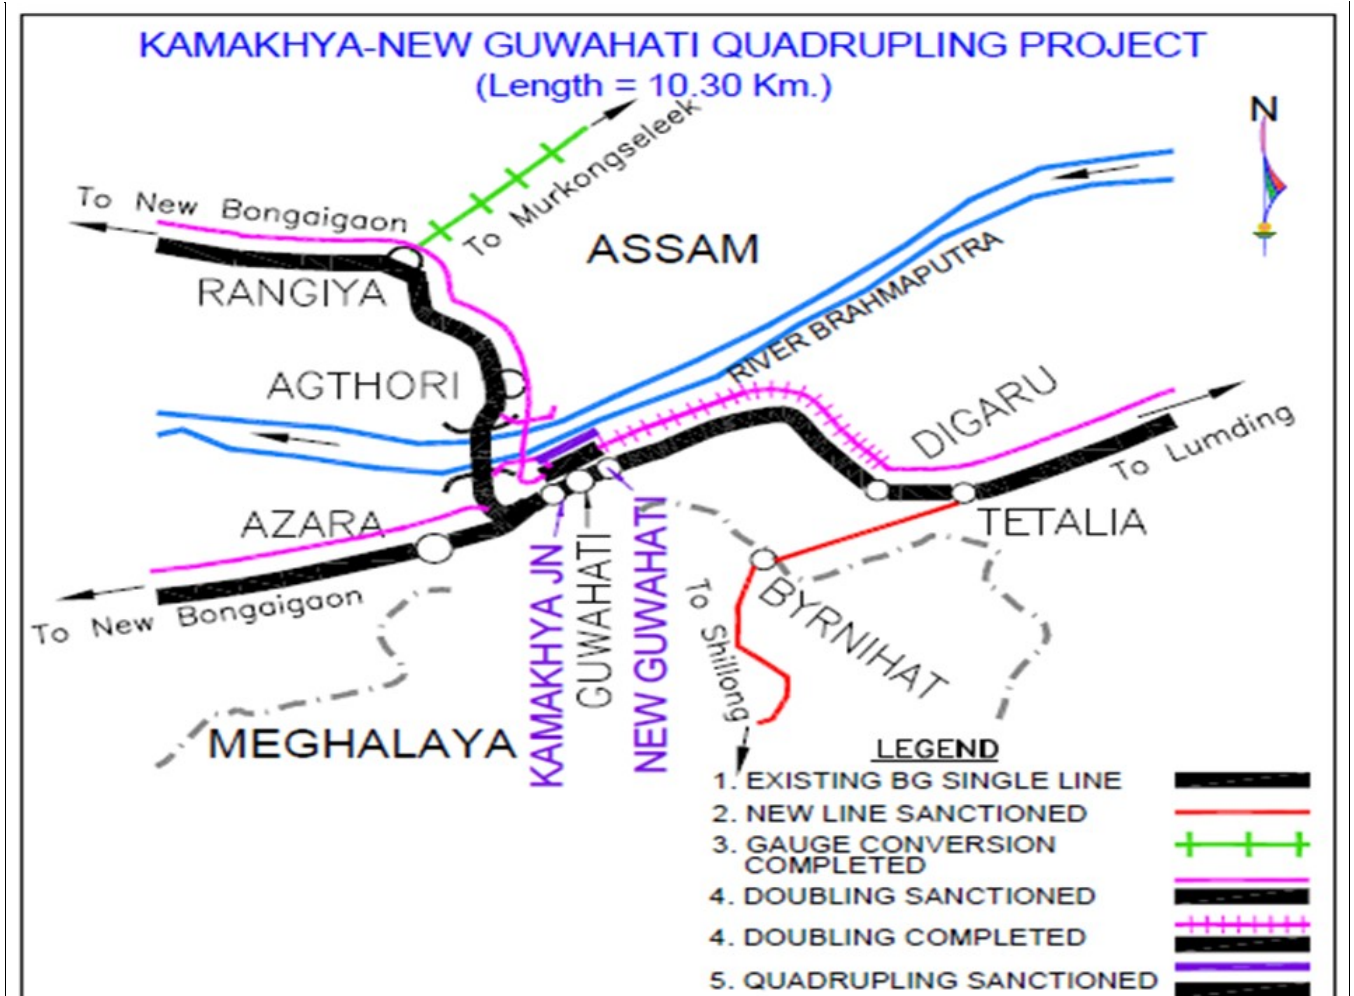 KAMAKHYA-NEW GUWAHATI QUADRUPLING PROJECT
(Length = 10.30 Km.)
N
To Murkongseleek
To New Bongaigaon
ASSAM
RANGIYA
RIVER BRAHMAPUTRA
AGTHORI
DIGARU
To Lumding
AZARA
TETALIA
To New Bongaigaon
KAMAKHYA JN
GUWAHATI
NEW GUWAHATI
To Shillong
BYRNIHAT
MEGHALAYA
LEGEND
1. EXISTING BG SINGLE LINE
2. NEW LINE SANCTIONED
3. GAUGE CONVERSION
COMPLETED
4. DOUBLING SANCTIONED
4. DOUBLING COMPLETED
5. QUADRUPLING SANCTIONED